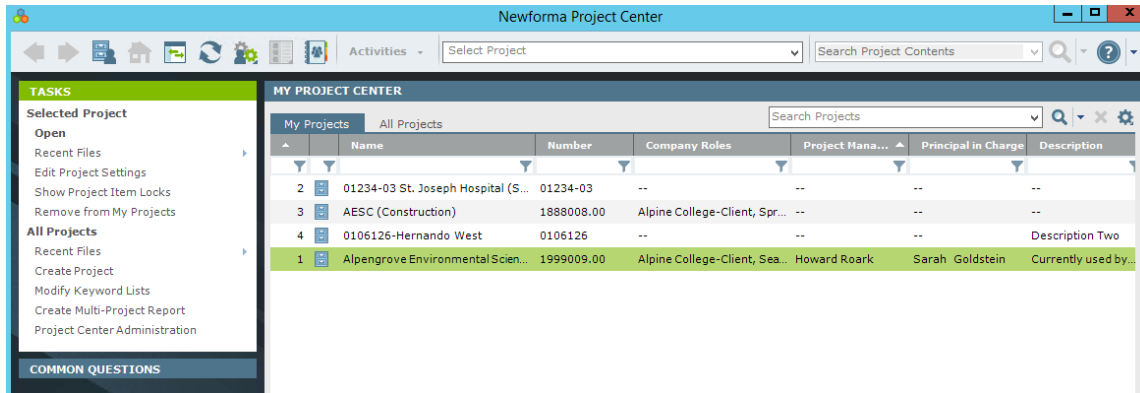 Newforma Project Center
Activities
Select Project
Search Project Contents
TASKS
Selected Project
Open
Recent Files
Edit Project Settings
Show Project Item Locks
Remove from My Projects
All Projects
Recent Files
Create Project
Modify Keyword Lists
Create Multi-Project Report
Project Center Administration
COMMON QUESTIONS
MY PROJECT CENTER
My Projects All Projects
Search Projects
Name Number Company Roles Project Mana... Principal in Charge Description
2 01234-03 St. Joseph Hospital (S... 01234-03 -- -- -- --
3 AESC (Construction) 1888008.00 Alpine College-Client, Spr... -- -- --
4 0106126-Hernando West 0106126 -- -- -- Description Two
1 Alpengrove Environmental Scien... 1999009.00 Alpine College-Client, Sea... Howard Roark Sarah Goldstein Currently used by...